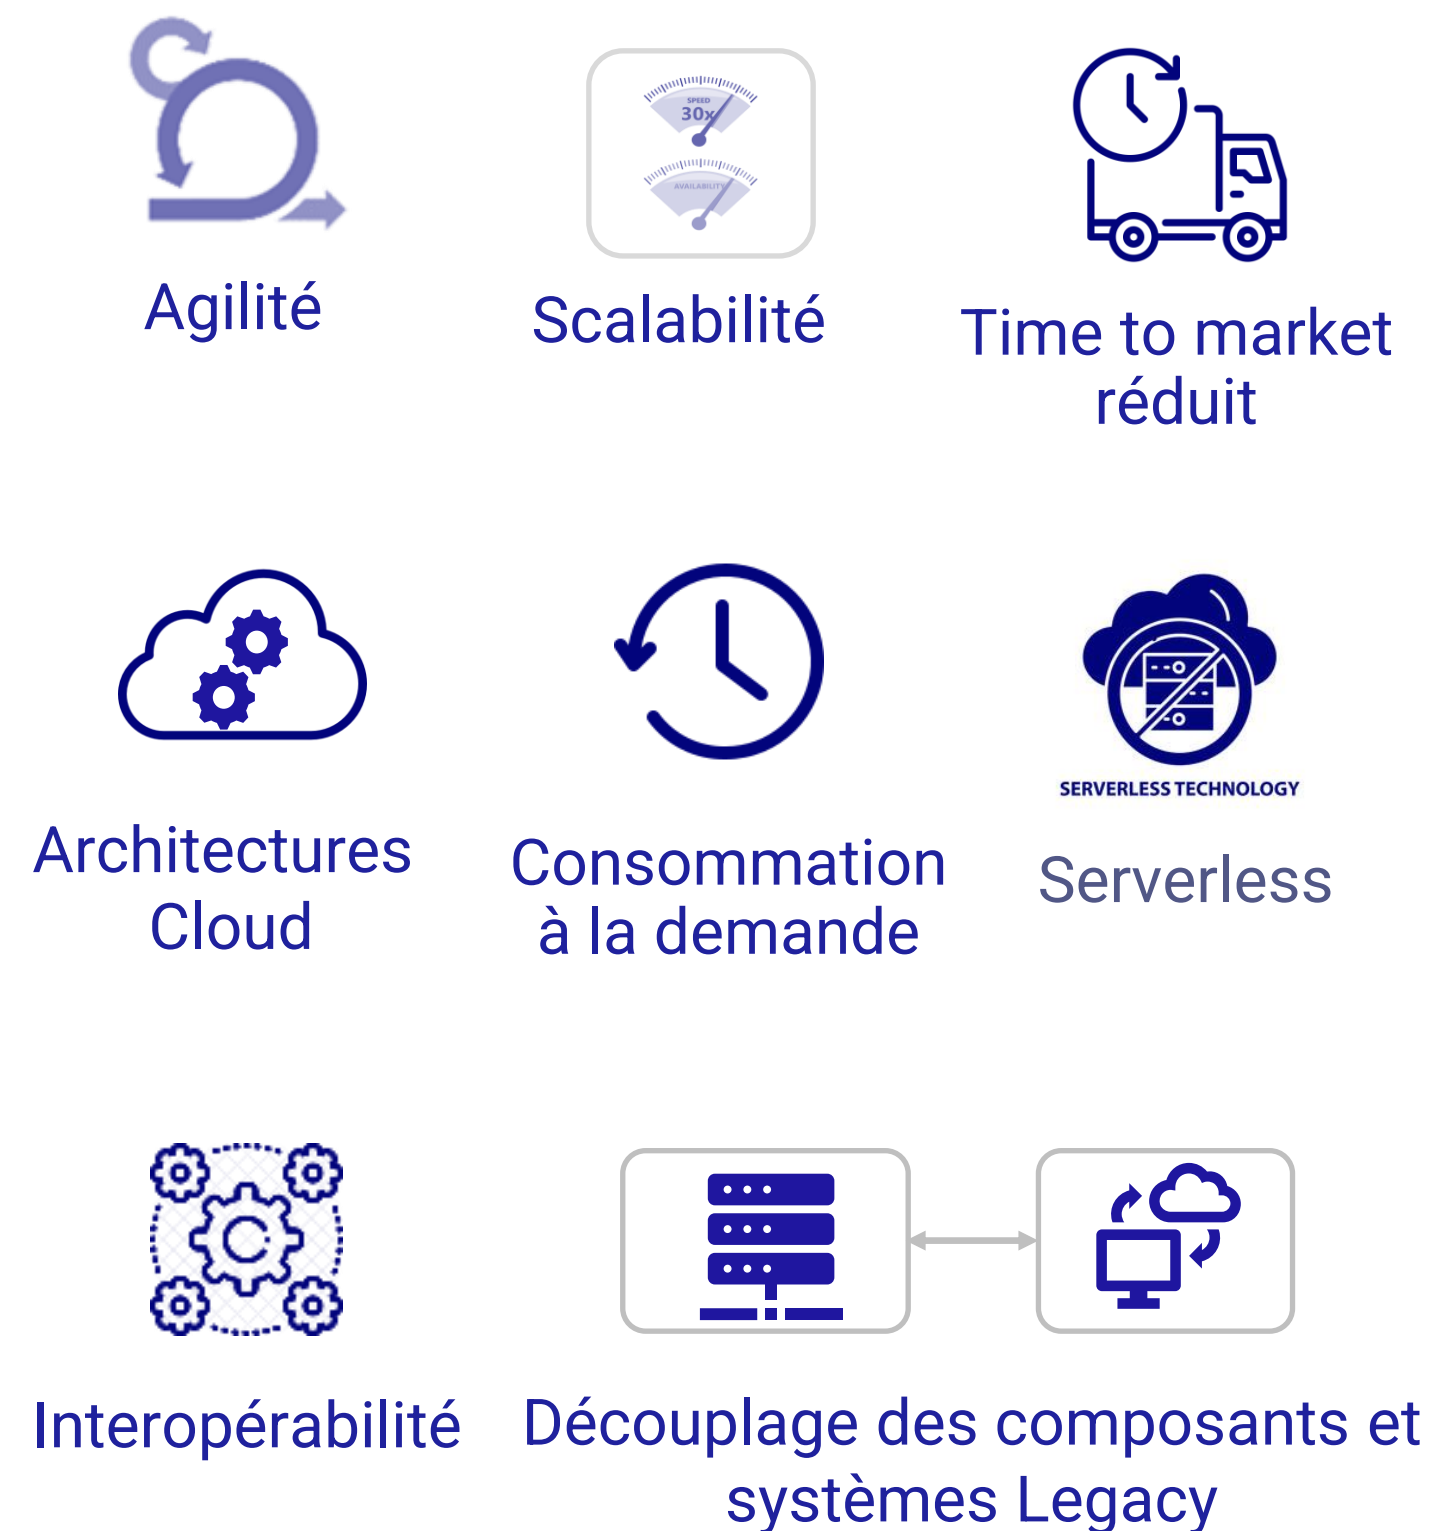 SPEED
30x
AVAILABILITY
Agilité
Scalabilité
Time to market
réduit
SERVERLESS TECHNOLOGY
Architectures
Cloud
Consommation
à la demande
Serverless
Interopérabilité
Découplage des composants et
systèmes Legacy